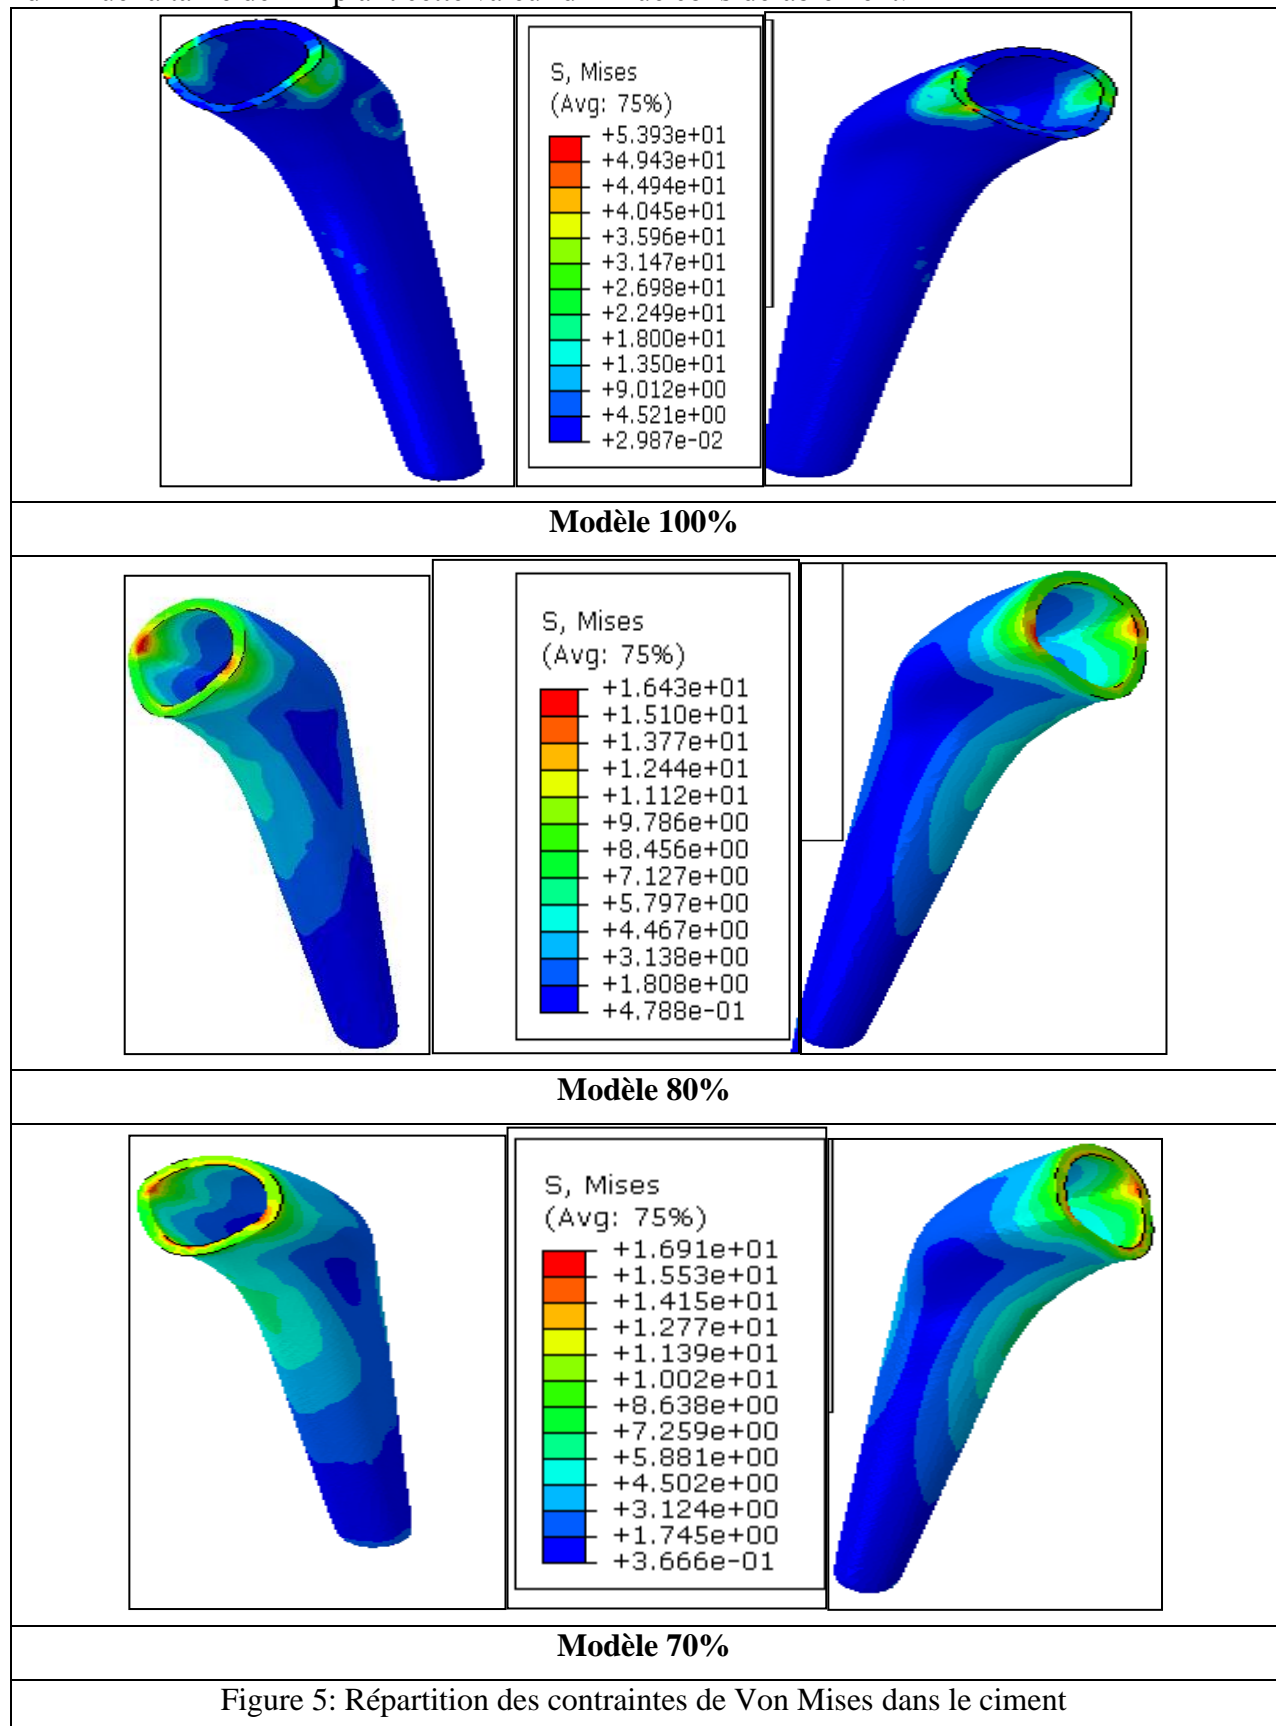 S, Mises
(Avg: 75%)
+5.393e+01
+4.943e+01
+4.494e+01
+4.045e+01
+3.596e+01
+3.147e+01
+2.698e+01
+2.249e+01
+1.800e+01
+1.350e+01
+9.012e+00
+4.521e+00
+2.987e-02
Modèle 100%
S, Mises
(Avg: 75%)
+1.643e+01
+1.510e+01
+1.377e+01
+1.244e+01
+1.112e+01
+9.786e+00
+8.456e+00
+7.127e+00
+5.797e+00
+4.467e+00
+3.138e+00
+1.808e+00
+4.788e-01
Modèle 80%
S, Mises
(Avg: 75%)
+1.691e+01
+1.553e+01
+1.415e+01
+1.277e+01
+1.139e+01
+1.002e+01
+8.638e+00
+7.259e+00
+5.881e+00
+4.502e+00
+3.124e+00
+1.745e+00
+3.666e-01
Modèle 70%
Figure 5: Répartition des contraintes de Von Mises dans le ciment